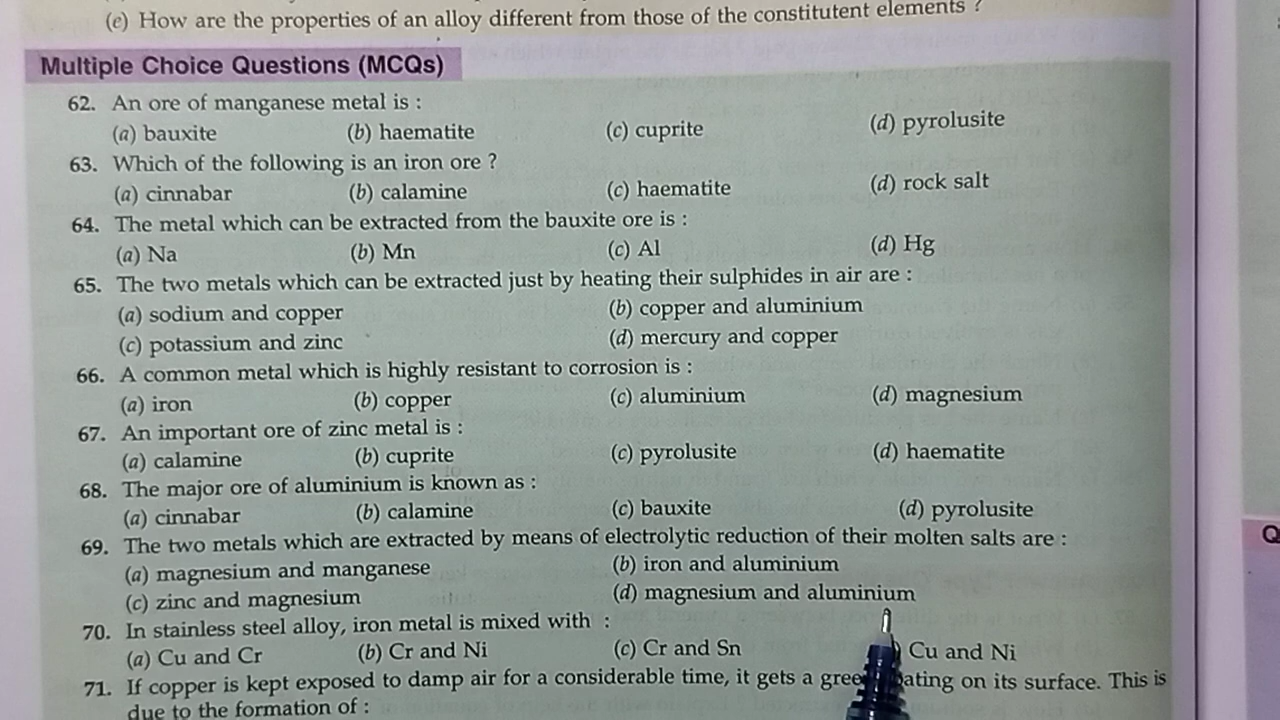 (e) How are the properties of an alloy different from those of the constitutent elements ?
Multiple Choice Questions (MCQs)
62. An ore of manganese metal is :
(a) bauxite (b) haematite (c) cuprite (d) pyrolusite
63. Which of the following is an iron ore ?
(a) cinnabar (b) calamine (c) haematite (d) rock salt
64. The metal which can be extracted from the bauxite ore is :
(a) Na (b) Mn (c) Al (d) Hg
65. The two metals which can be extracted just by heating their sulphides in air are :
(a) sodium and copper (b) copper and aluminium
(c) potassium and zinc (d) mercury and copper
66. A common metal which is highly resistant to corrosion is :
(a) iron (b) copper (c) aluminium (d) magnesium
67. An important ore of zinc metal is :
(a) calamine (b) cuprite (c) pyrolusite (d) haematite
68. The major ore of aluminium is known as :
(a) cinnabar (b) calamine (c) bauxite (d) pyrolusite
69. The two metals which are extracted by means of electrolytic reduction of their molten salts are :
(a) magnesium and manganese (b) iron and aluminium
(c) zinc and magnesium (d) magnesium and aluminium
70. In stainless steel alloy, iron metal is mixed with :
(a) Cu and Cr (b) Cr and Ni (c) Cr and Sn ) Cu and Ni
71. If copper is kept exposed to damp air for a considerable time, it gets a gree ating on its surface. This is
due to the formation of :
Q